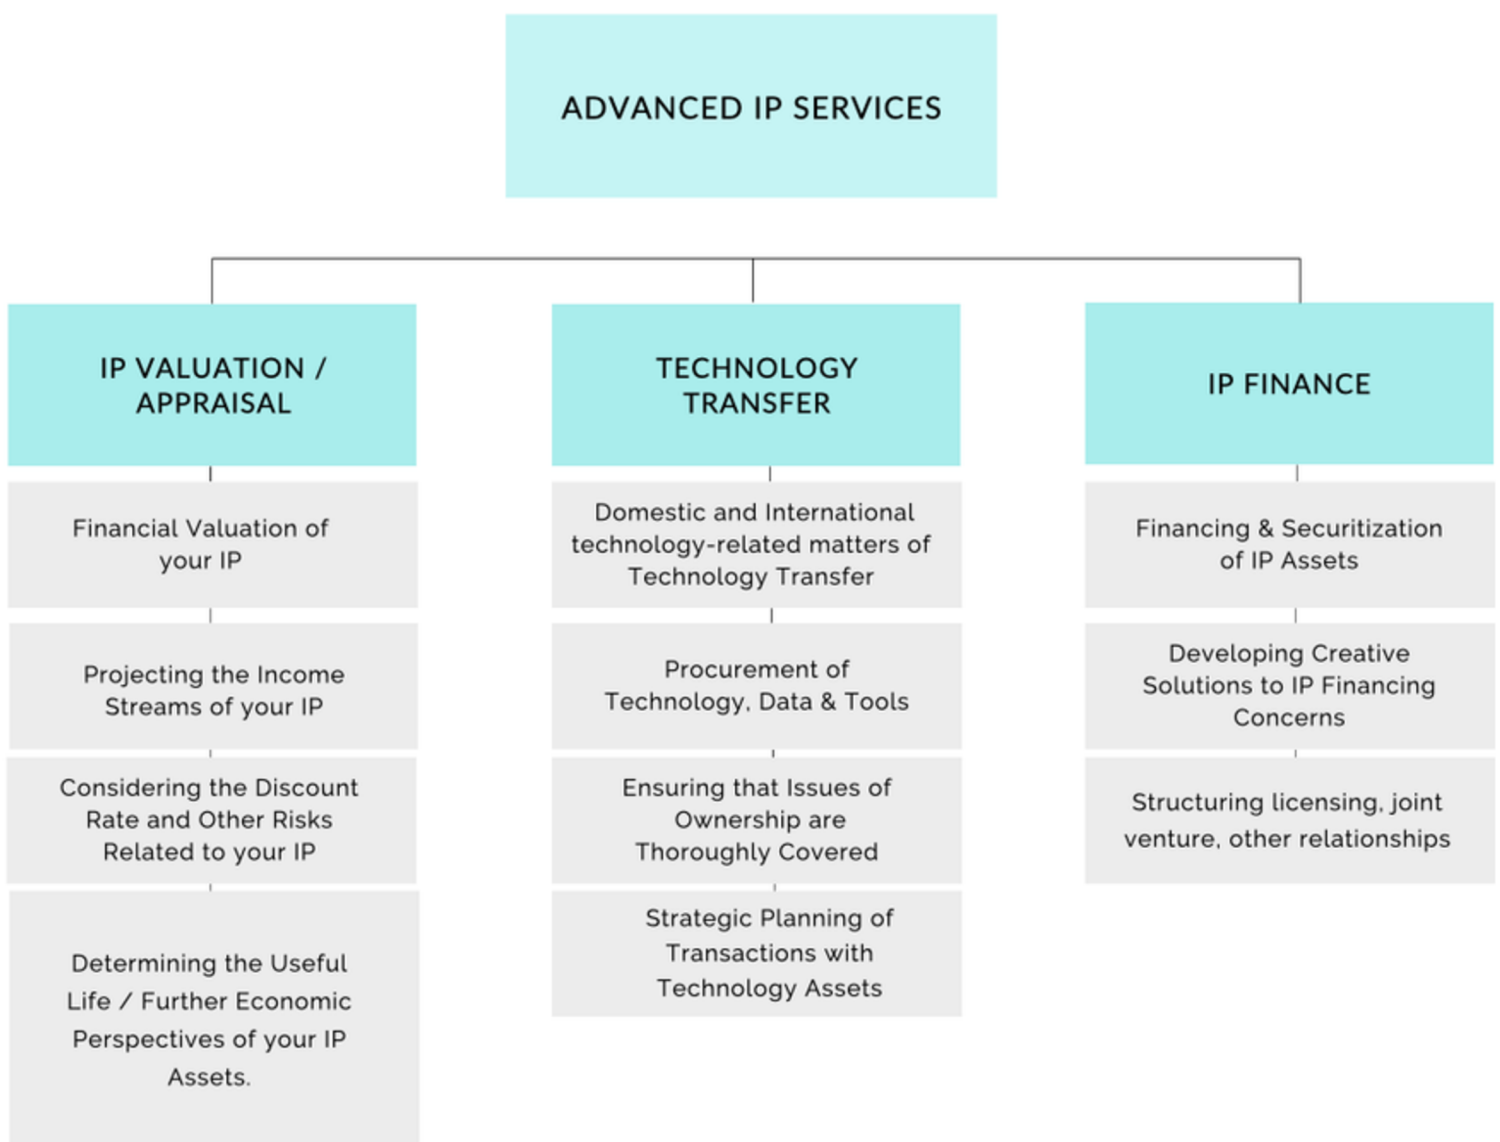 ADVANCED IP SERVICES
IP VALUATION /
APPRAISAL
Financial Valuation of
your IP
Projecting the Income
Streams of your IP
Considering the Discount
Rate and Other Risks
Related to your IP
Determining the Useful
Life / Further Economic
Perspectives of your IP
Assets.
TECHNOLOGY
TRANSFER
Domestic and International
technology-related matters of
Technology Transfer
Procurement of
Technology, Data & Tools
Ensuring that Issues of
Ownership are
Thoroughly Covered
Strategic Planning of
Transactions with
Technology Assets
IP FINANCE
Financing & Securitization
of IP Assets
Developing Creative
Solutions to IP Financing
Concerns
Structuring licensing, joint
venture, other relationships